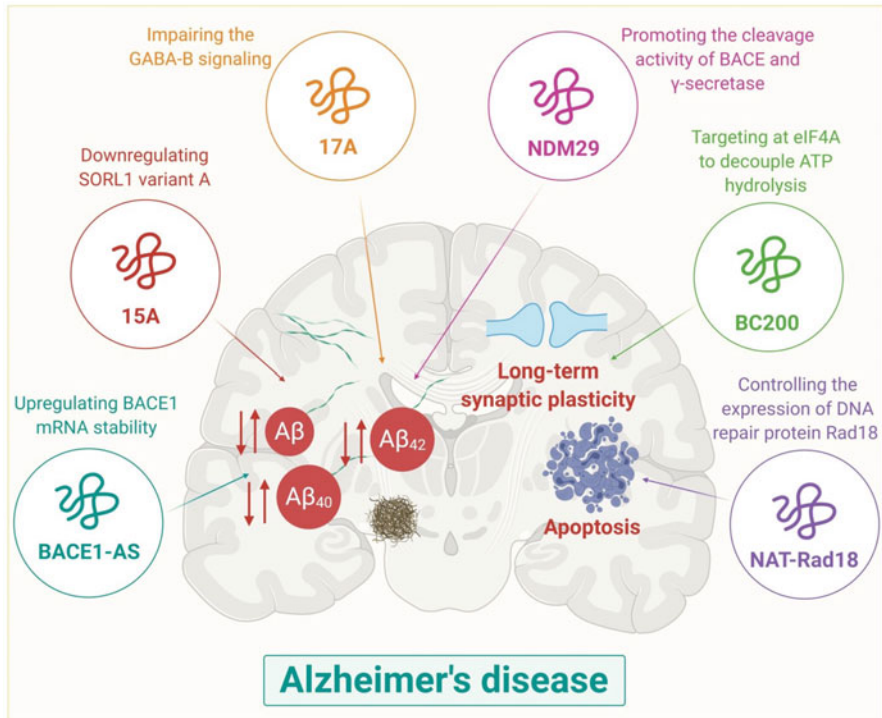 Impairing the
GABA-B signaling
17A
Promoting the cleavage
activity of BACE and
γ-secretase
NDM29
Downregulating
SORL1 variant A
15A
Targeting at eIF4A
to decouple ATP
hydrolysis
BC200
Upregulating BACE1
mRNA stability
BACE1-AS
Controlling the
expression of DNA
repair protein Rad18
NAT-Rad18
Aβ
Aβ₄₂
Aβ₄₀
Long-term
synaptic plasticity
Apoptosis
Alzheimer's disease